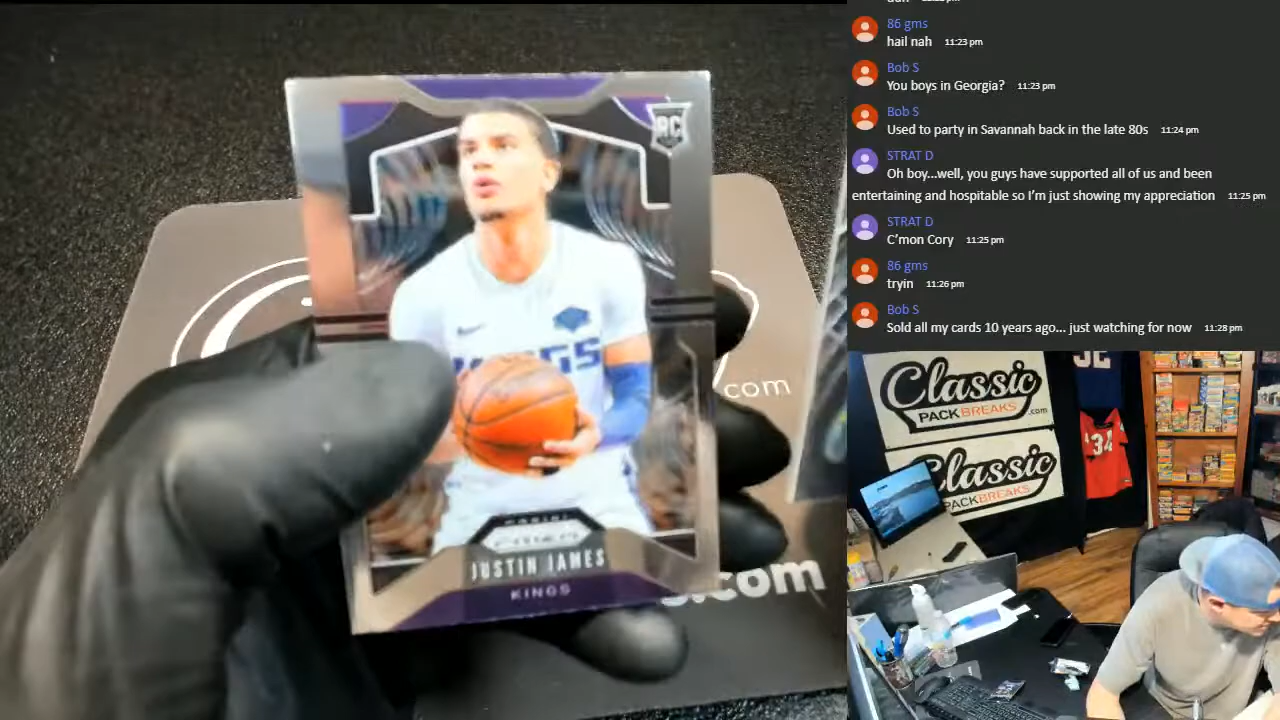 86 gms
hail nah 11:23 pm
Bob S
You boys in Georgia? 11:23 pm
Bob S
Used to party in Savannah back in the late 80s 11:24 pm
STRAT D
Oh boy...well, you guys have supported all of us and been
entertaining and hospitable so I'm just showing my appreciation 11:25 pm
STRAT D
C'mon Cory 11:25 pm
86 gms
tryin 11:26 pm
Bob S
Sold all my cards 10 years ago... just watching for now 11:28 pm
RC
KINGS
PANINI
PRIZM
JUSTIN JAMES
KINGS
.com
s.com
Classic
PACKBREAKS.com
Classic
PACKBREAKS
34